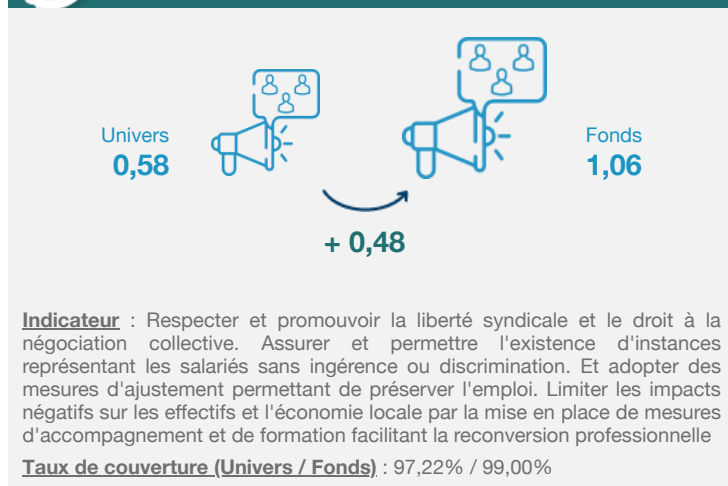 Univers
0,58
Fonds
1,06
+ 0,48
Indicateur : Respecter et promouvoir la liberté syndicale et le droit à la
négociation collective. Assurer et permettre l'existence d'instances
représentant les salariés sans ingérence ou discrimination. Et adopter des
mesures d'ajustement permettant de préserver l'emploi. Limiter les impacts
négatifs sur les effectifs et l'économie locale par la mise en place de mesures
d'accompagnement et de formation facilitant la reconversion professionnelle
Taux de couverture (Univers / Fonds) : 97,22% / 99,00%